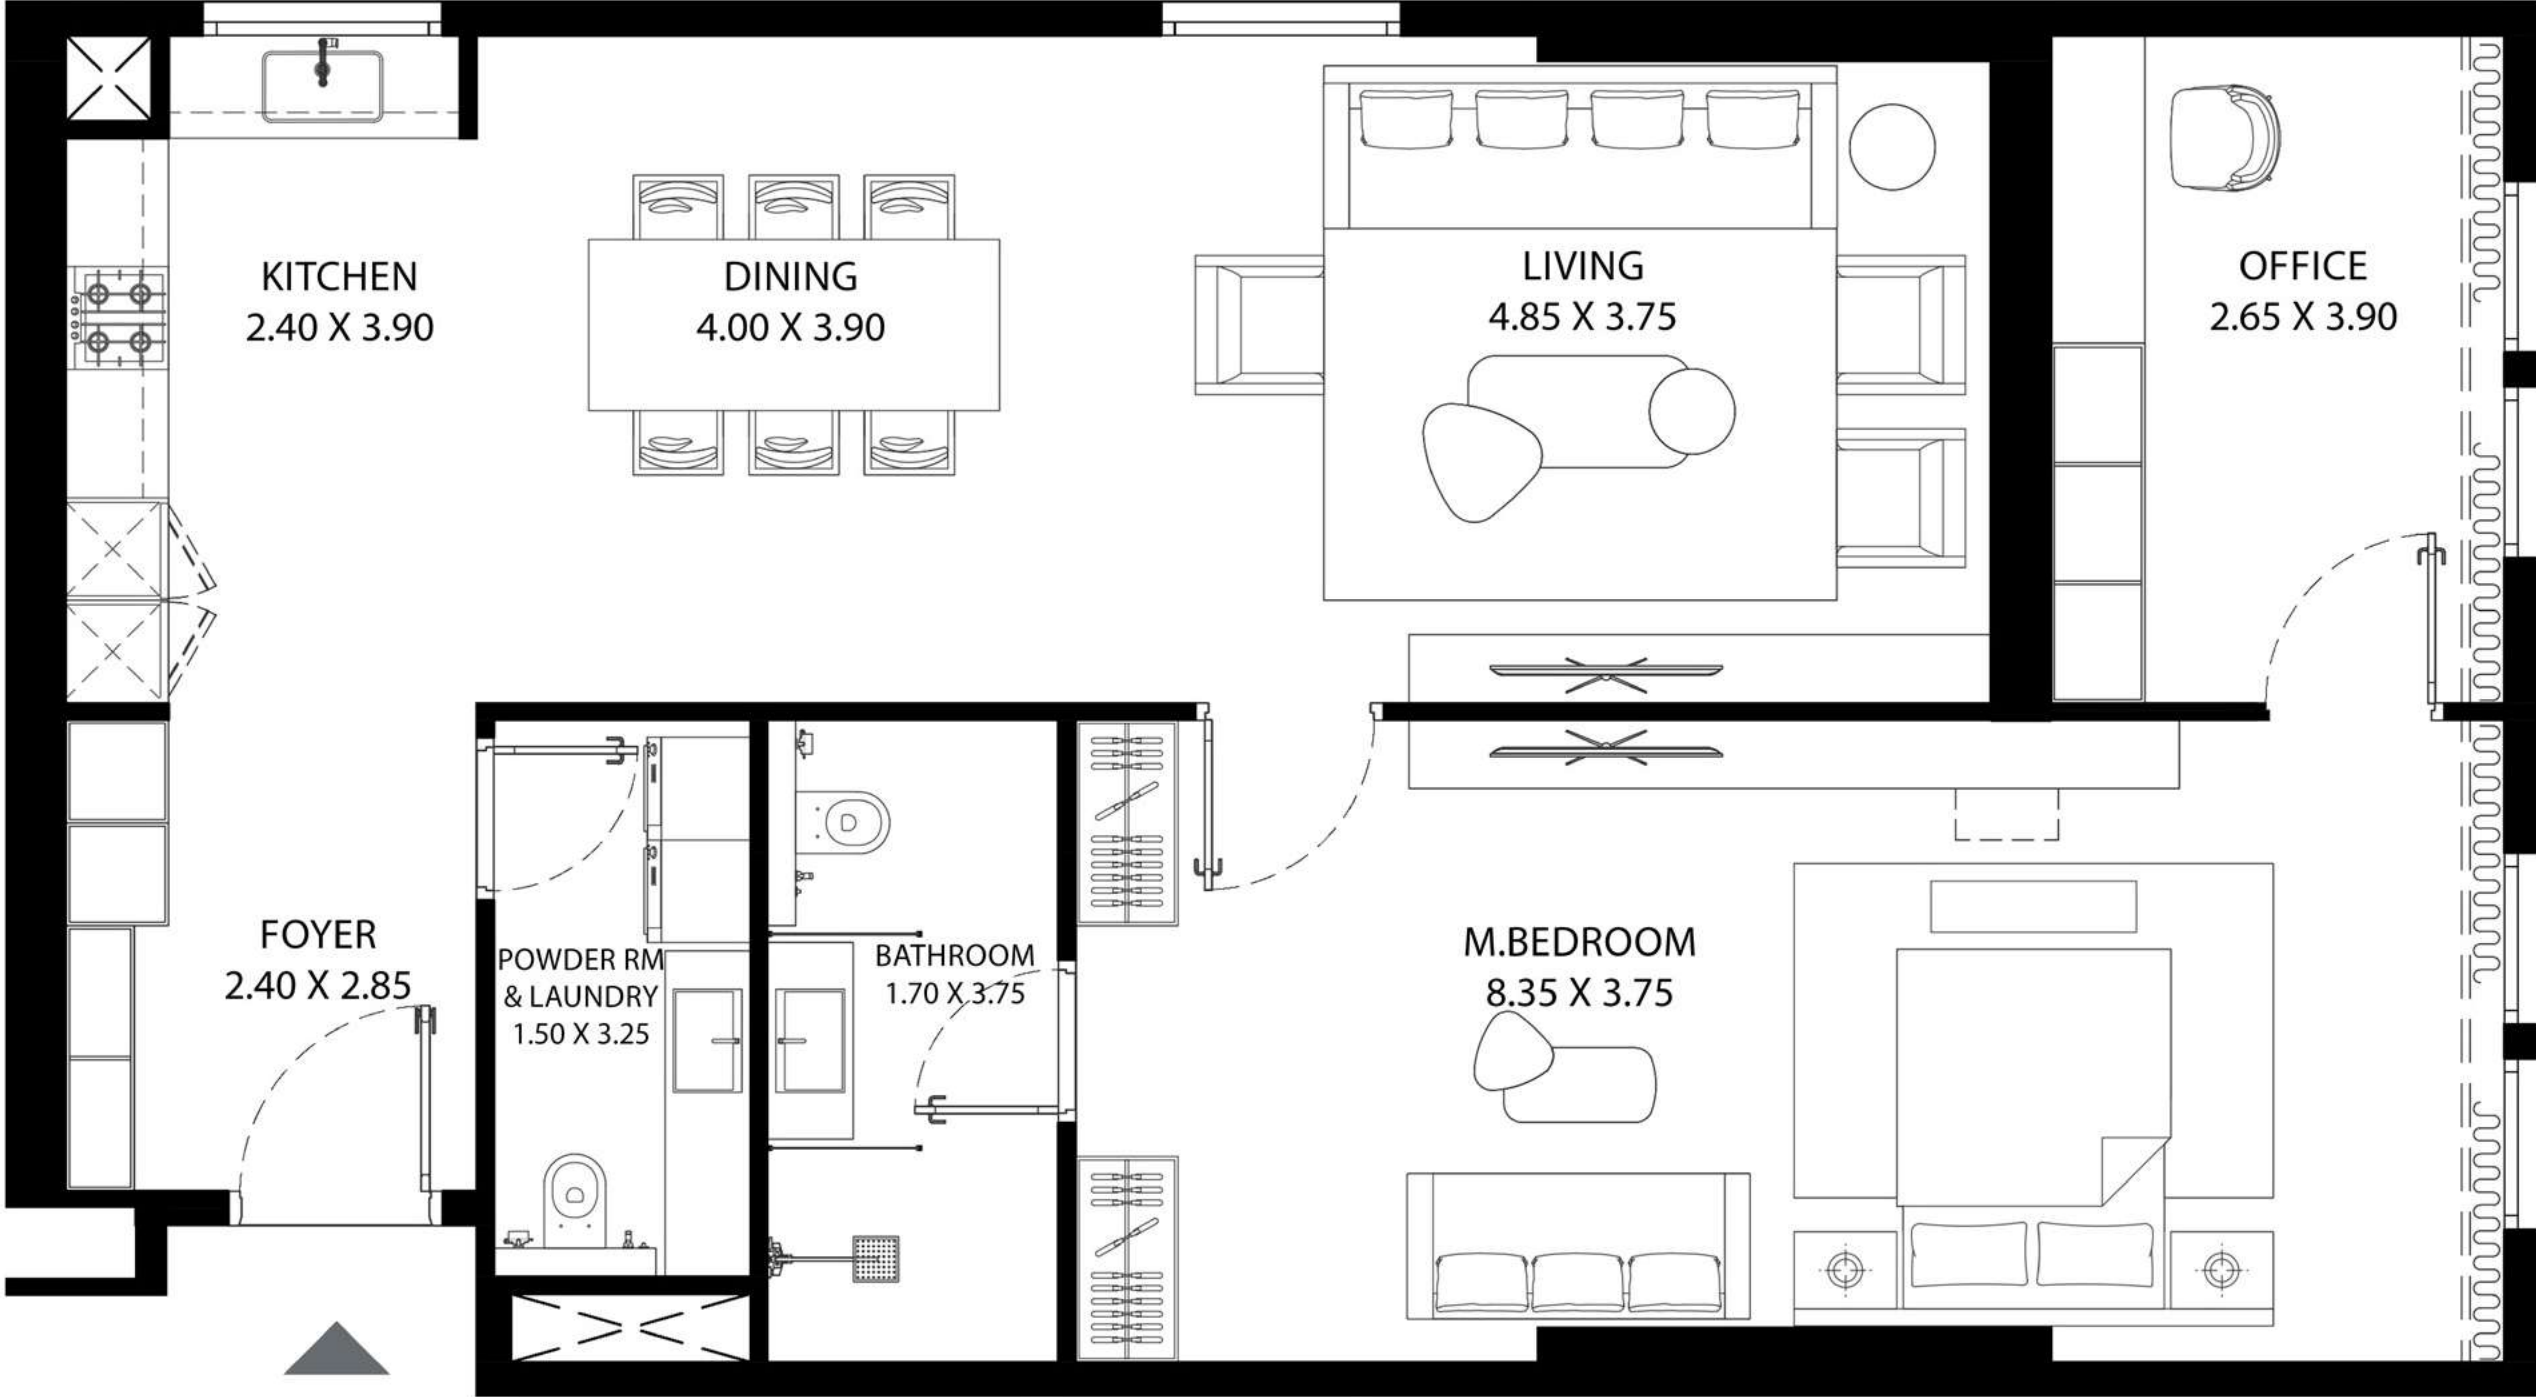 KITCHEN
2.40 X 3.90
DINING
4.00 X 3.90
LIVING
4.85 X 3.75
OFFICE
2.65 X 3.90
FOYER
2.40 X 2.85
POWDER RM
& LAUNDRY
1.50 X 3.25
BATHROOM
1.70 X 3.75
M.BEDROOM
8.35 X 3.75